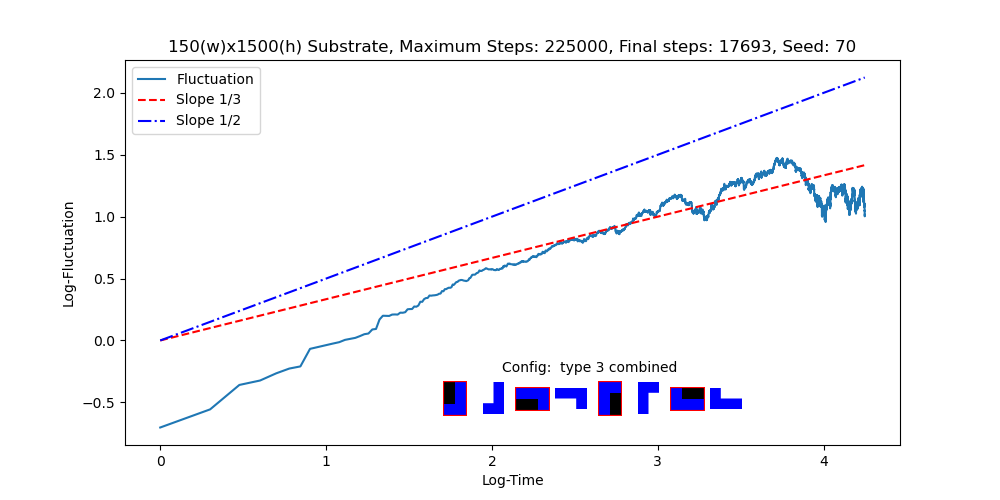 150(w)x1500(h) Substrate, Maximum Steps: 225000, Final steps: 17693, Seed: 70
Fluctuation
Slope 1/3
Slope 1/2
2.0
1.5
1.0
0.5
0.0
−0.5
Log-Fluctuation
Config:  type 3 combined
0 1 2 3 4
Log-Time